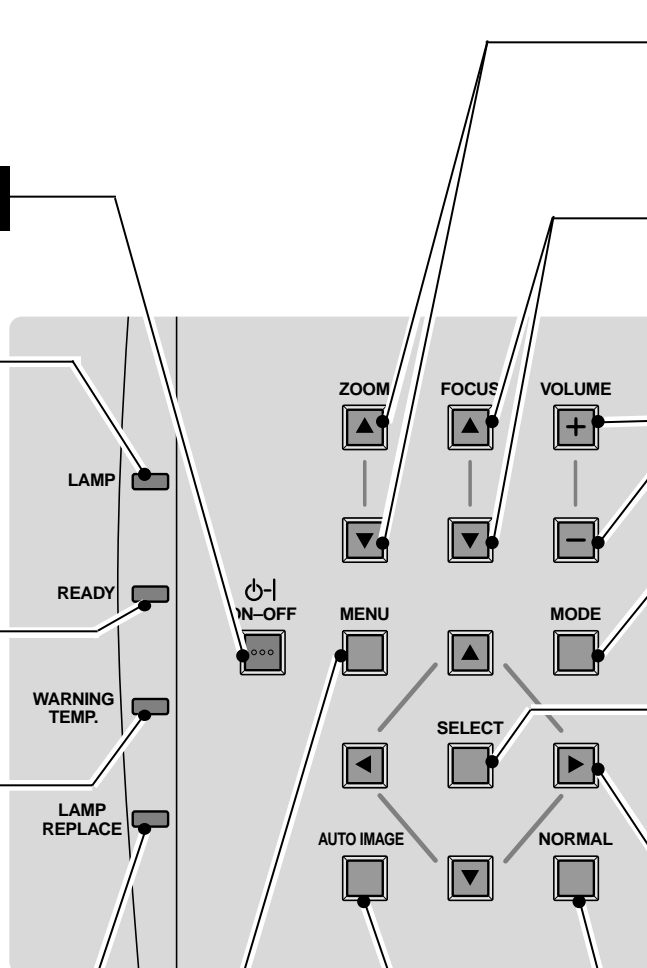 ZOOM
FOCUS
VOLUME
LAMP
READY
ON–OFF
MENU
MODE
WARNING
TEMP.
SELECT
LAMP
REPLACE
AUTO IMAGE
NORMAL